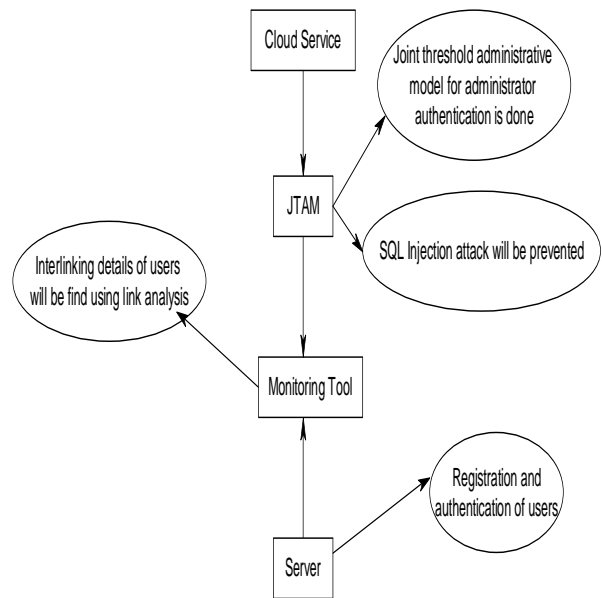 Cloud Service
Joint threshold administrative
model for administrator
authentication is done
JTAM
SQL Injection attack will be prevented
Interlinking details of users
will be find using link analysis
Monitoring Tool
Registration and
authentication of users
Server